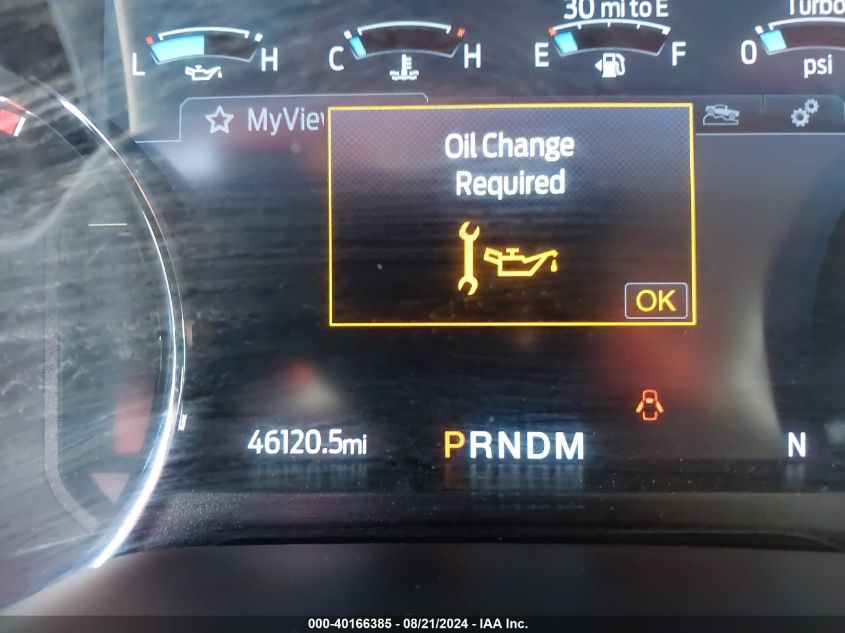 30 mi to E
Turbo
L H C H E F 0
psi
MyView
Oil Change
Required
OK
46120.5mi PRNDM N
000-40166385 - 08/21/2024 - IAA Inc.